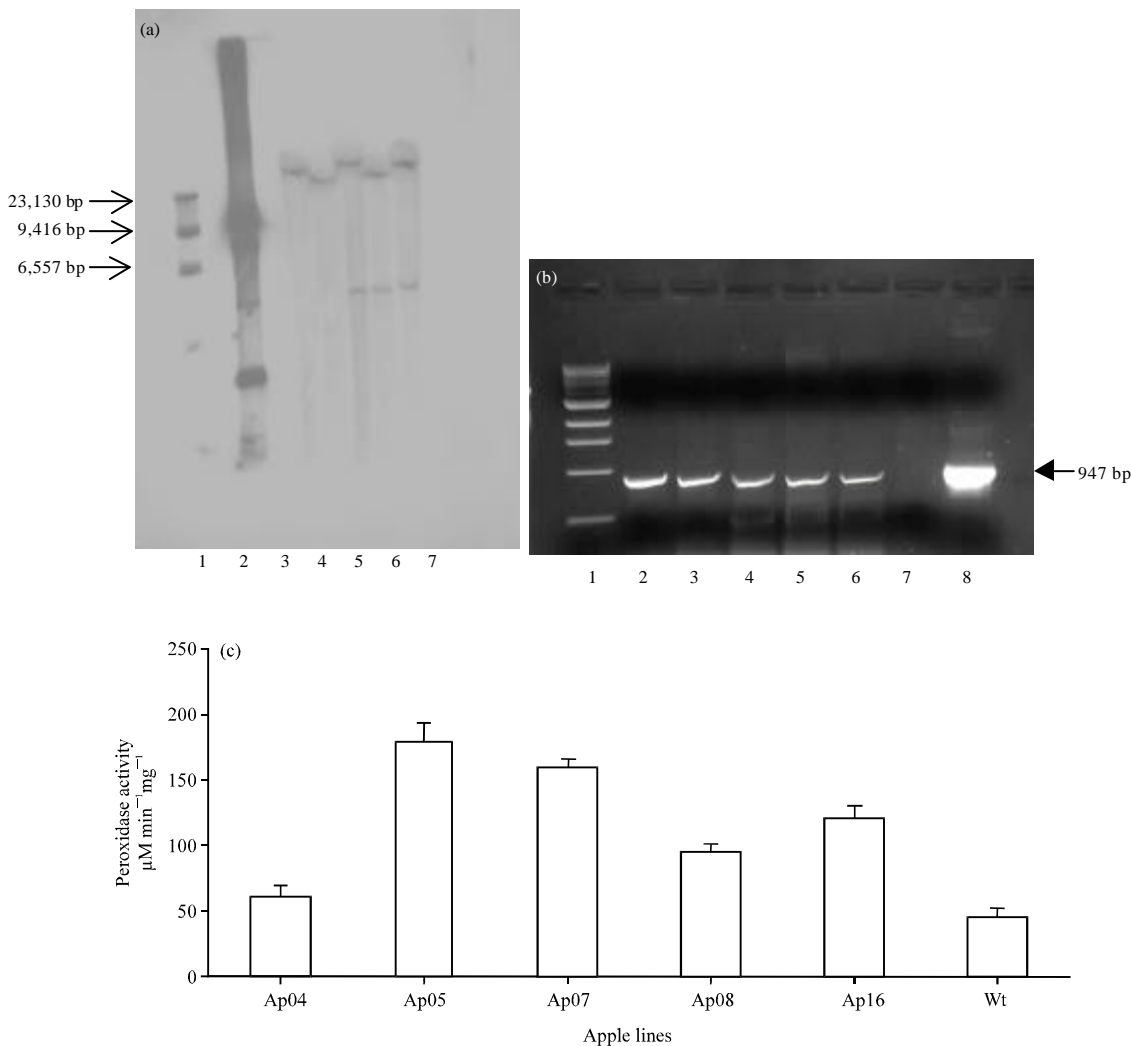 (a)
23,130 bp
9,416 bp
6,557 bp
1 2 3 4 5 6 7
(b)
947 bp
1 2 3 4 5 6 7 8
(c)
Peroxidase activity
µM min⁻¹mg⁻¹
250
200
150
100
50
0
Ap04 Ap05 Ap07 Ap08 Ap16 Wt
Apple lines